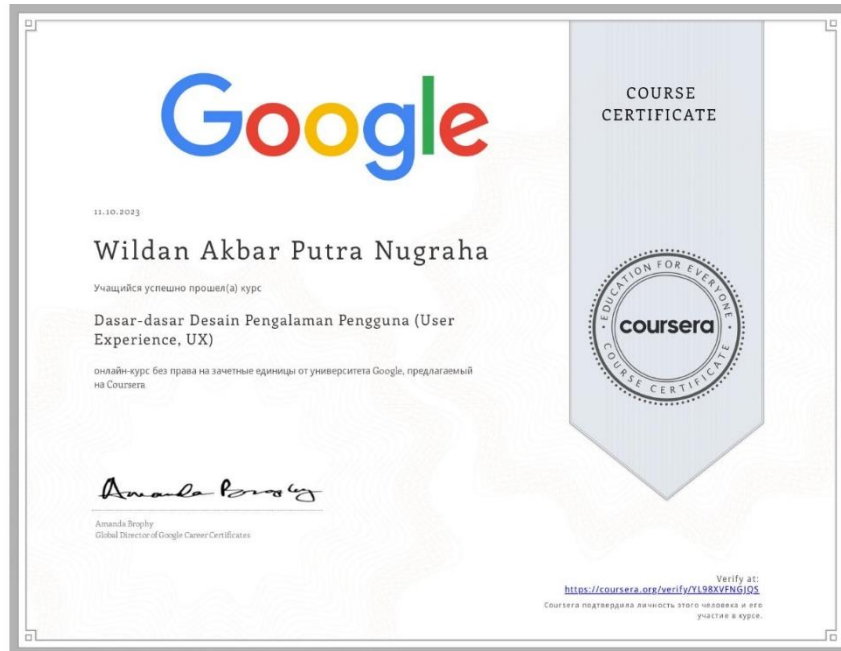 Google
COURSE
CERTIFICATE
11.10.2023
Wildan Akbar Putra Nugraha
Учащийся успешно прошел(а) курс
Dasar-dasar Desain Pengalaman Pengguna (User
Experience, UX)
онлайн-курс без права на зачетные единицы от университета Google, предлагаемый
на Coursera
EDUCATION FOR EVERYONE
coursera
COURSE CERTIFICATE
Amanda Brophy
Amanda Brophy
Global Director of Google Career Certificates
Verify at:
https://coursera.org/verify/YL98XVFNGJQS
Coursera подтвердила личность этого человека и его
участие в курсе.